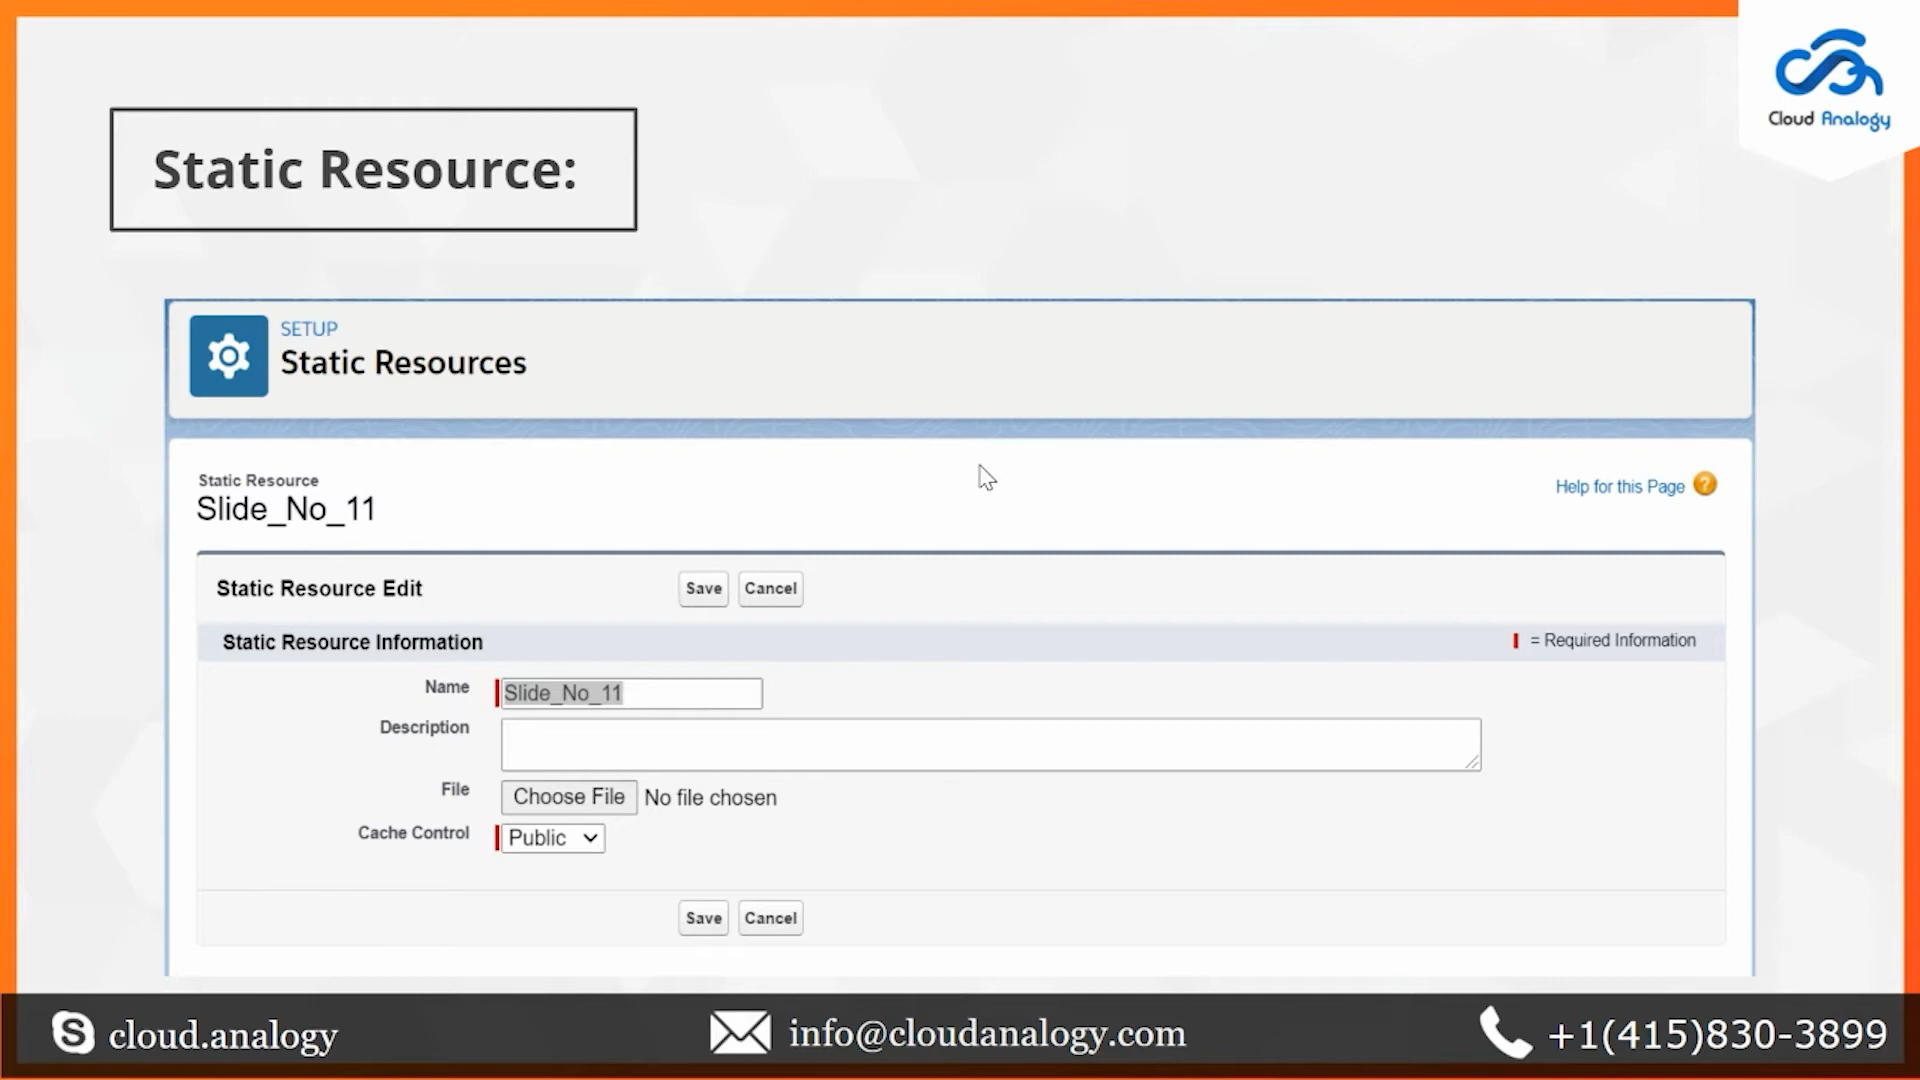 Cloud Analogy
Static Resource:
SETUP
Static Resources
Static Resource
Slide_No_11
Help for this Page ?
Static Resource Edit
Save Cancel
Static Resource Information
= Required Information
Name Slide_No_11
Description
File Choose File No file chosen
Cache Control Public
Save Cancel
cloud.analogy info@cloudanalogy.com +1(415)830-3899